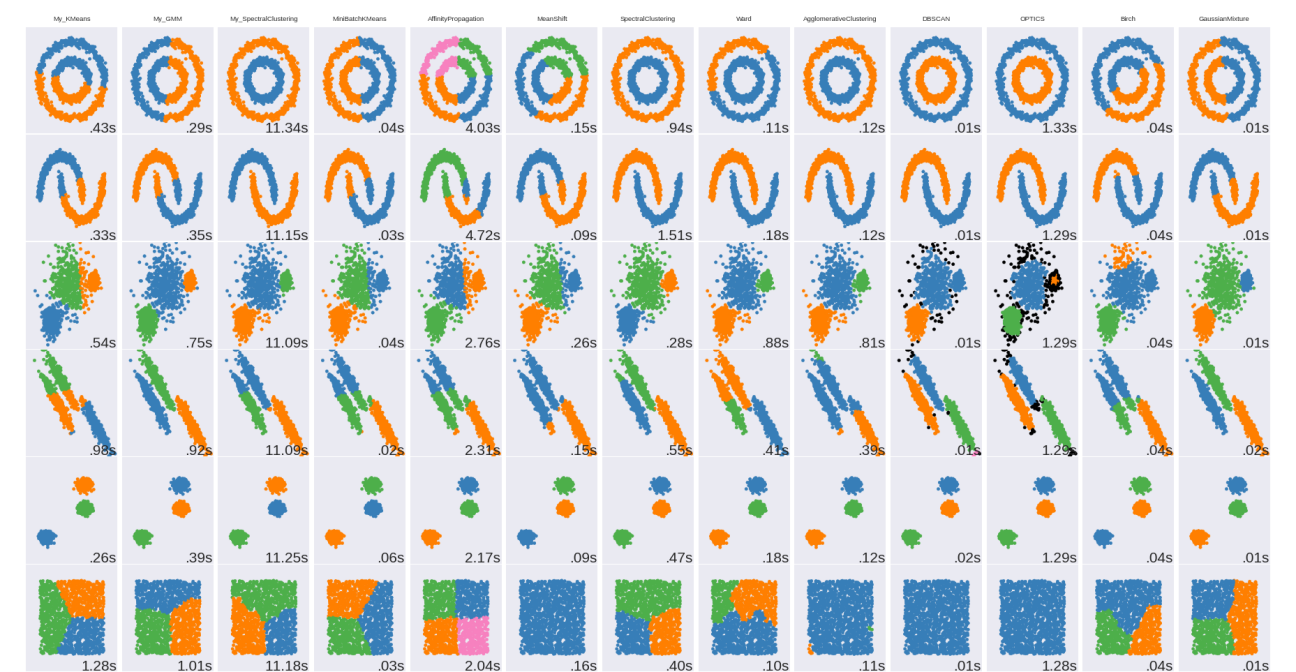 My_KMeans My_GMM My_SpectralClustering MiniBatchKMeans AffinityPropagation MeanShift SpectralClustering Ward AgglomerativeClustering DBSCAN OPTICS Birch GaussianMixture
.43s .29s 11.34s .04s 4.03s .15s .94s .11s .12s .01s 1.33s .04s .01s
.33s .35s 11.15s .03s 4.72s .09s 1.51s .18s .12s .01s 1.29s .04s .01s
.54s .75s 11.09s .04s 2.76s .26s .28s .88s .81s .01s 1.29s .04s .01s
.98s .92s 11.09s .02s 2.31s .15s .55s .41s .39s .01s 1.29s .04s .02s
.26s .39s 11.25s .06s 2.17s .09s .47s .18s .12s .02s 1.29s .04s .01s
1.28s 1.01s 11.18s .03s 2.04s .16s .40s .10s .11s .01s 1.28s .04s .01s